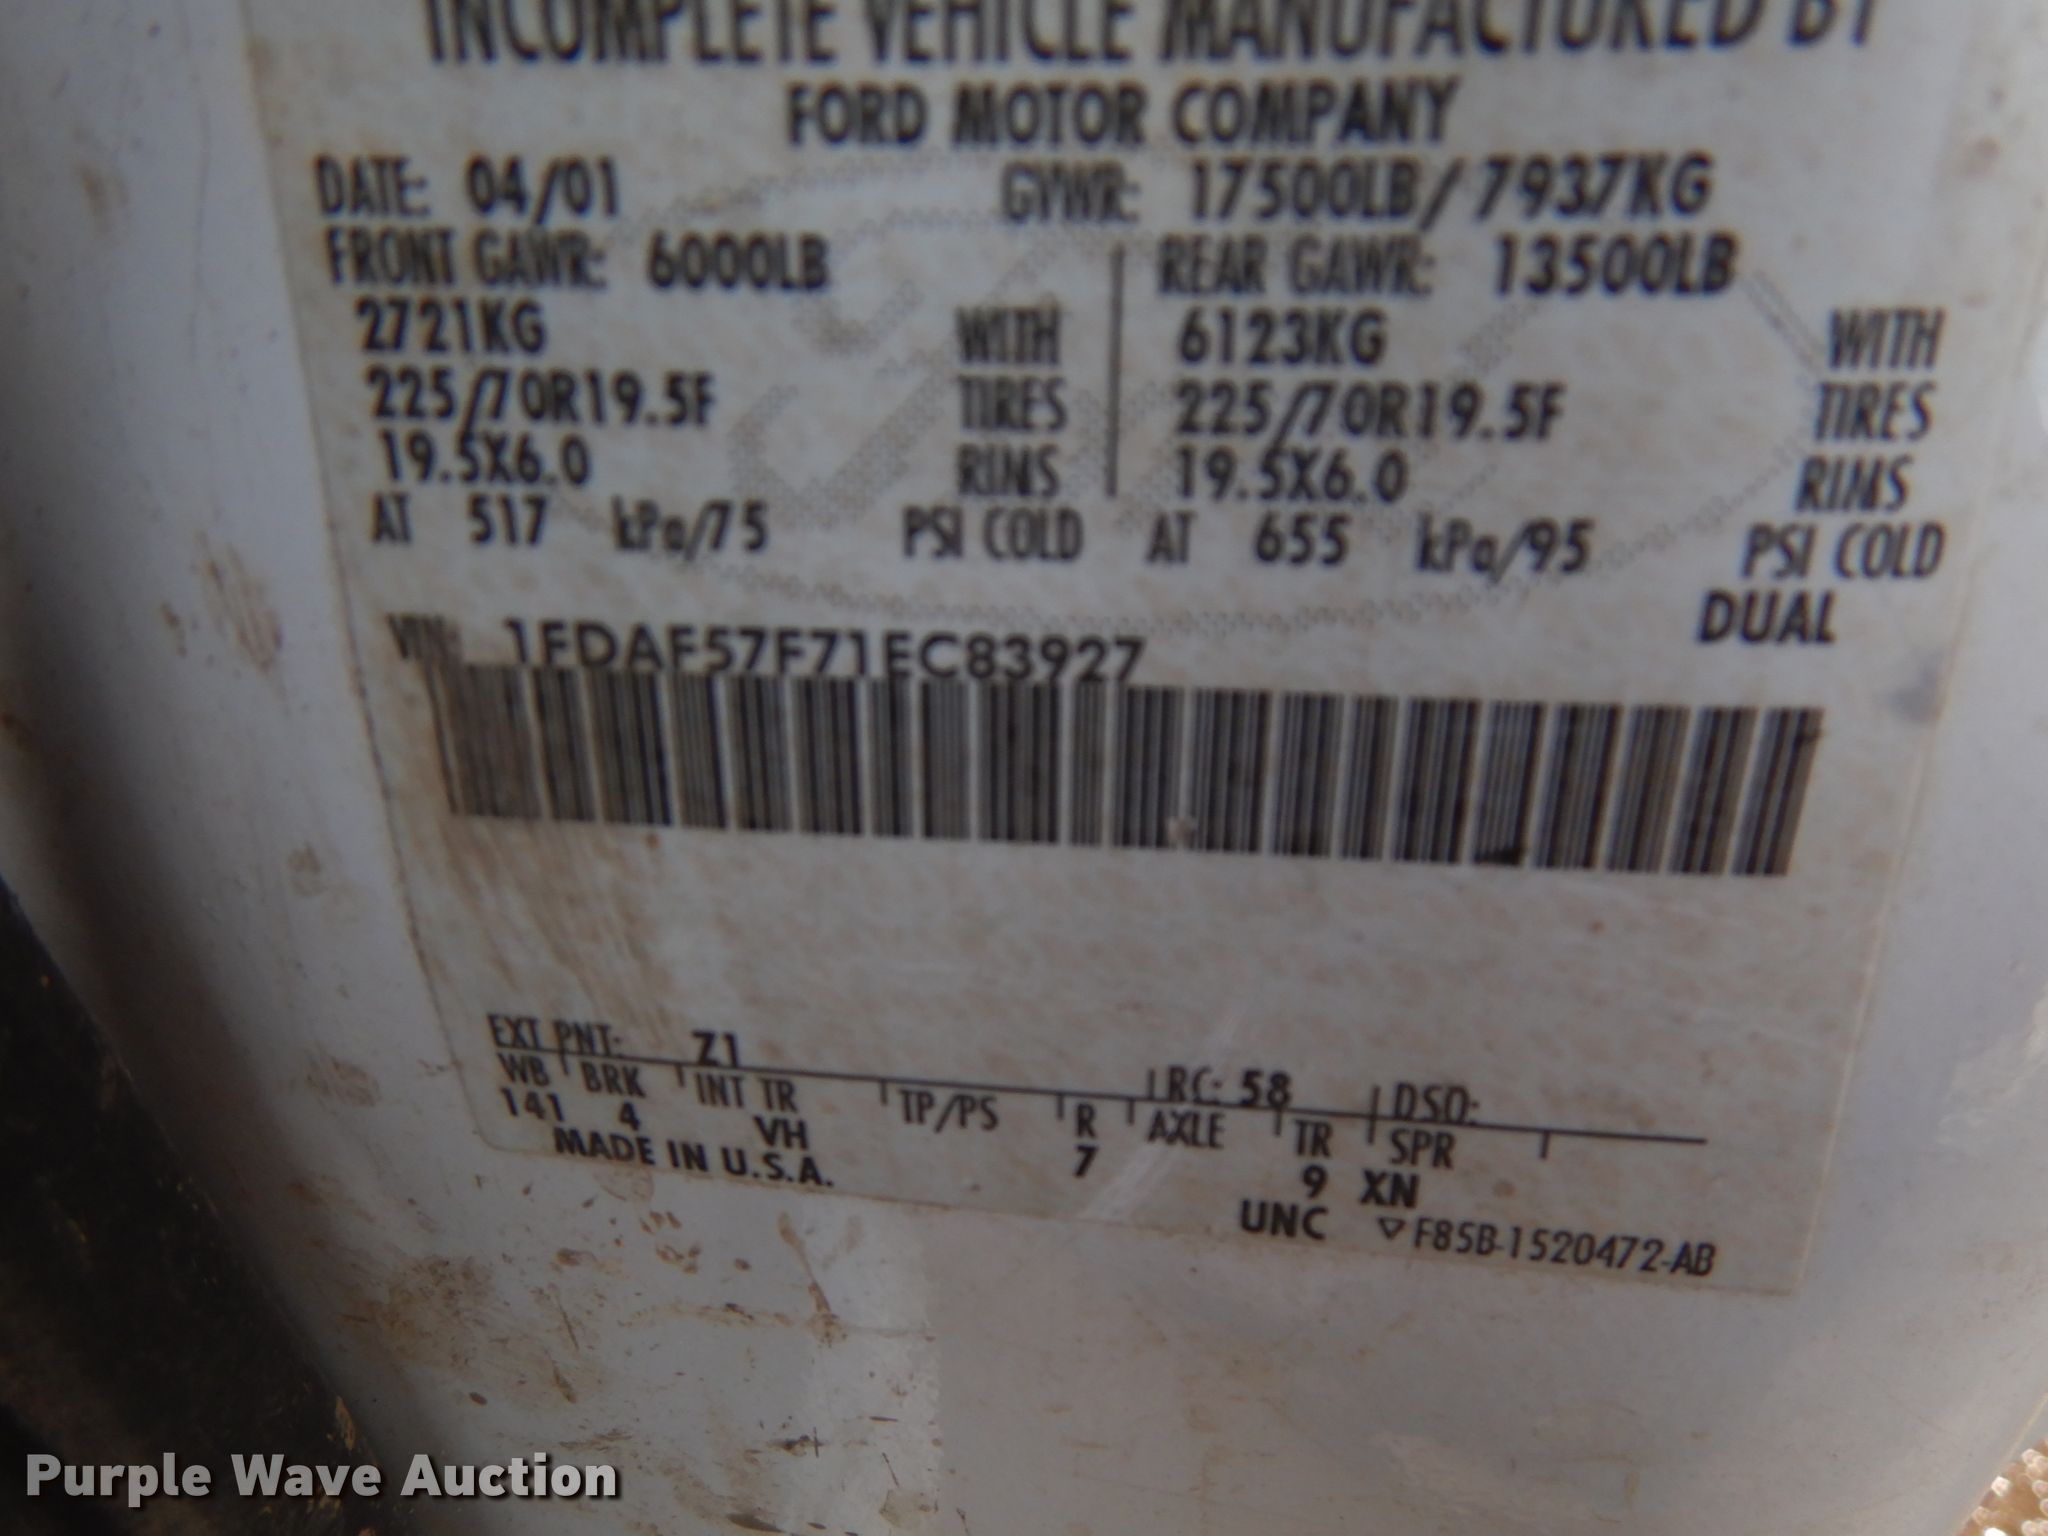 INCOMPLETE VEHICLE MANUFACTURED BY
FORD MOTOR COMPANY
DATE: 04/01 GVWR: 17500LB/7937KG
FRONT GAWR: 6000LB REAR GAWR: 13500LB
2721KG WITH 6123KG WITH
225/70R19.5F TIRES 225/70R19.5F TIRES
19.5X6.0 RIMS 19.5X6.0 RIMS
AT 517 kPa/75 PSI COLD AT 655 kPa/95 PSI COLD
DUAL
VIN: 1FDAF57F71EC83927
EXT PNT: Z1 RC: 58 DSO:
WB BRK INT TR TP/PS R AXLE TR SPR
141 4 VH 7 9 XN
MADE IN U.S.A.
UNC ▽F85B-1520472-AB
Purple Wave Auction